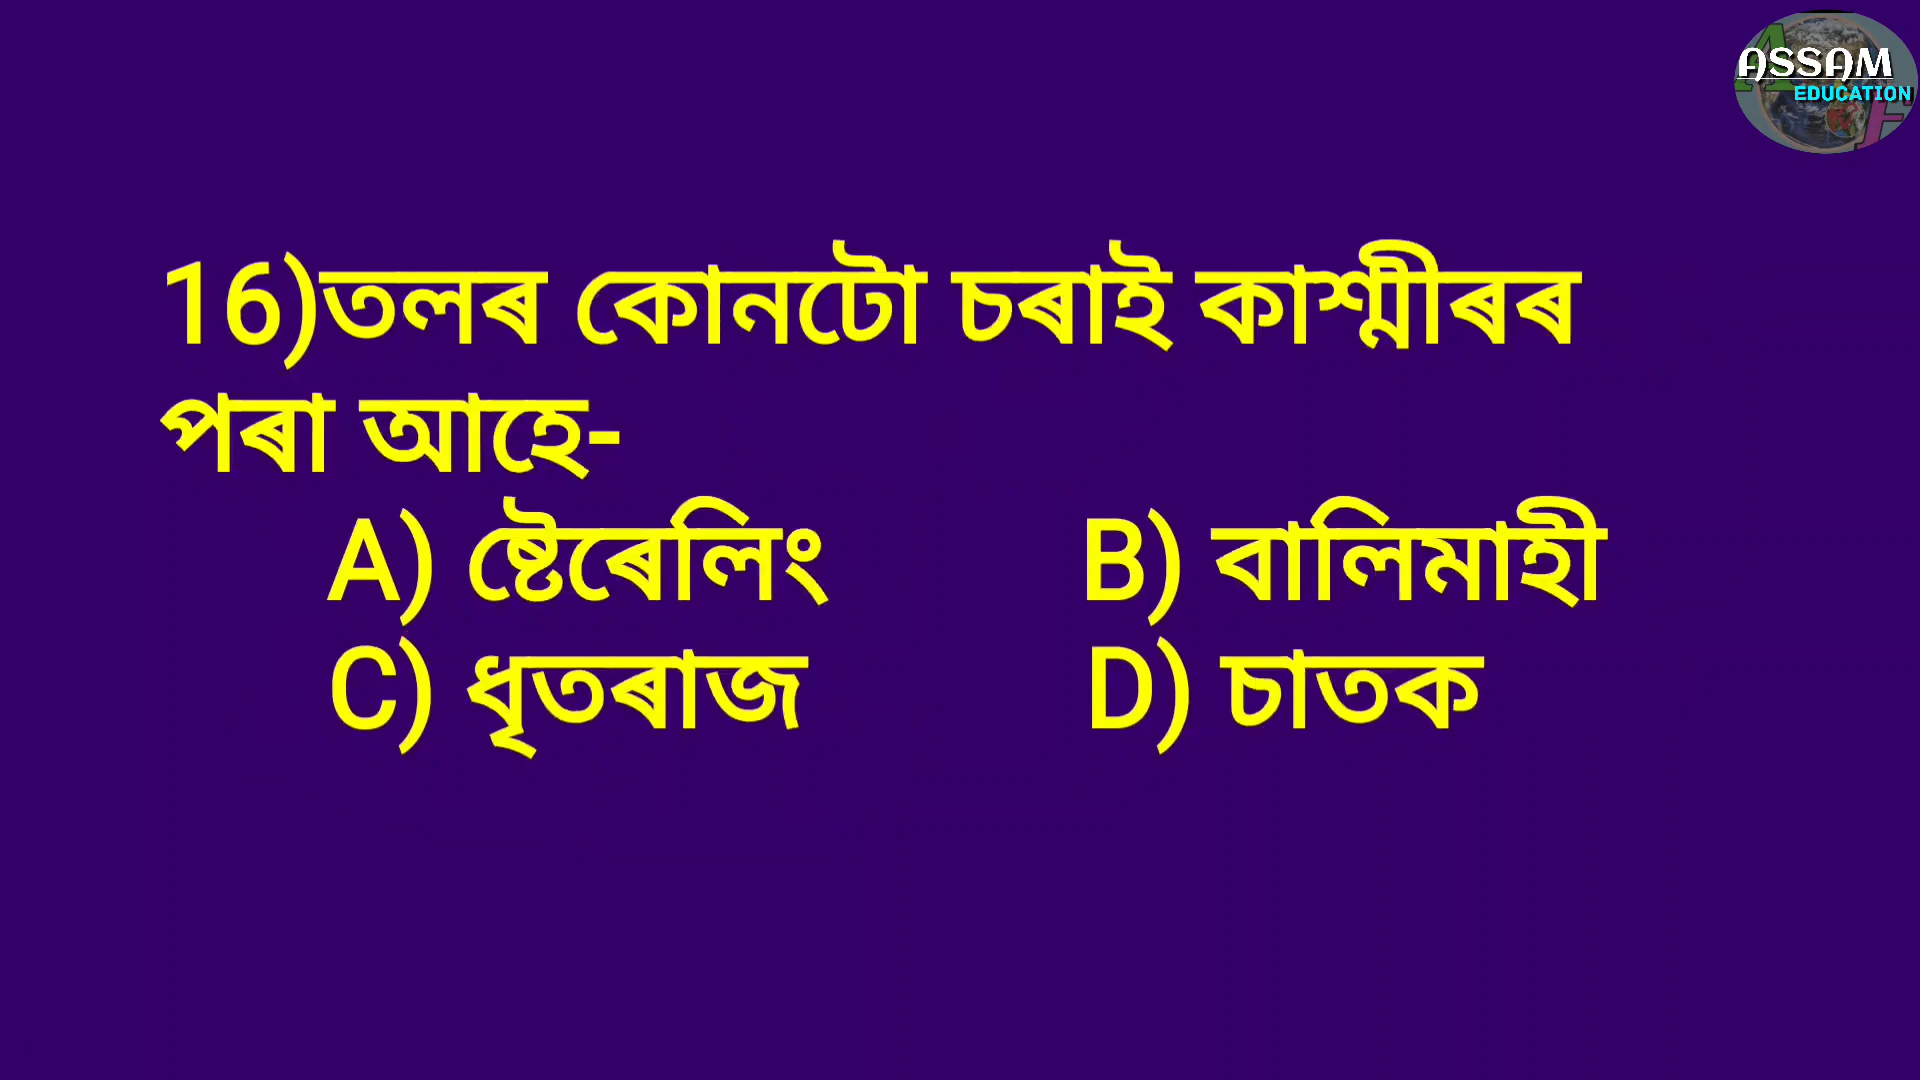 ASSAM
EDUCATION
16)তলৰ কোনটো চৰাই কাশ্মীৰৰ
পৰা আহে-
A) ষ্টেৰেলিং B) বালিমাহী
C) ধৃতৰাজ D) চাতক